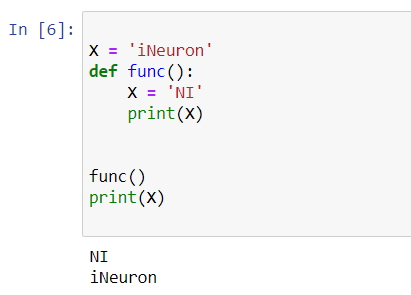 In [6]:
X = 'iNeuron'
def func():
    X = 'NI'
    print(X)
func()
print(X)
NI
iNeuron